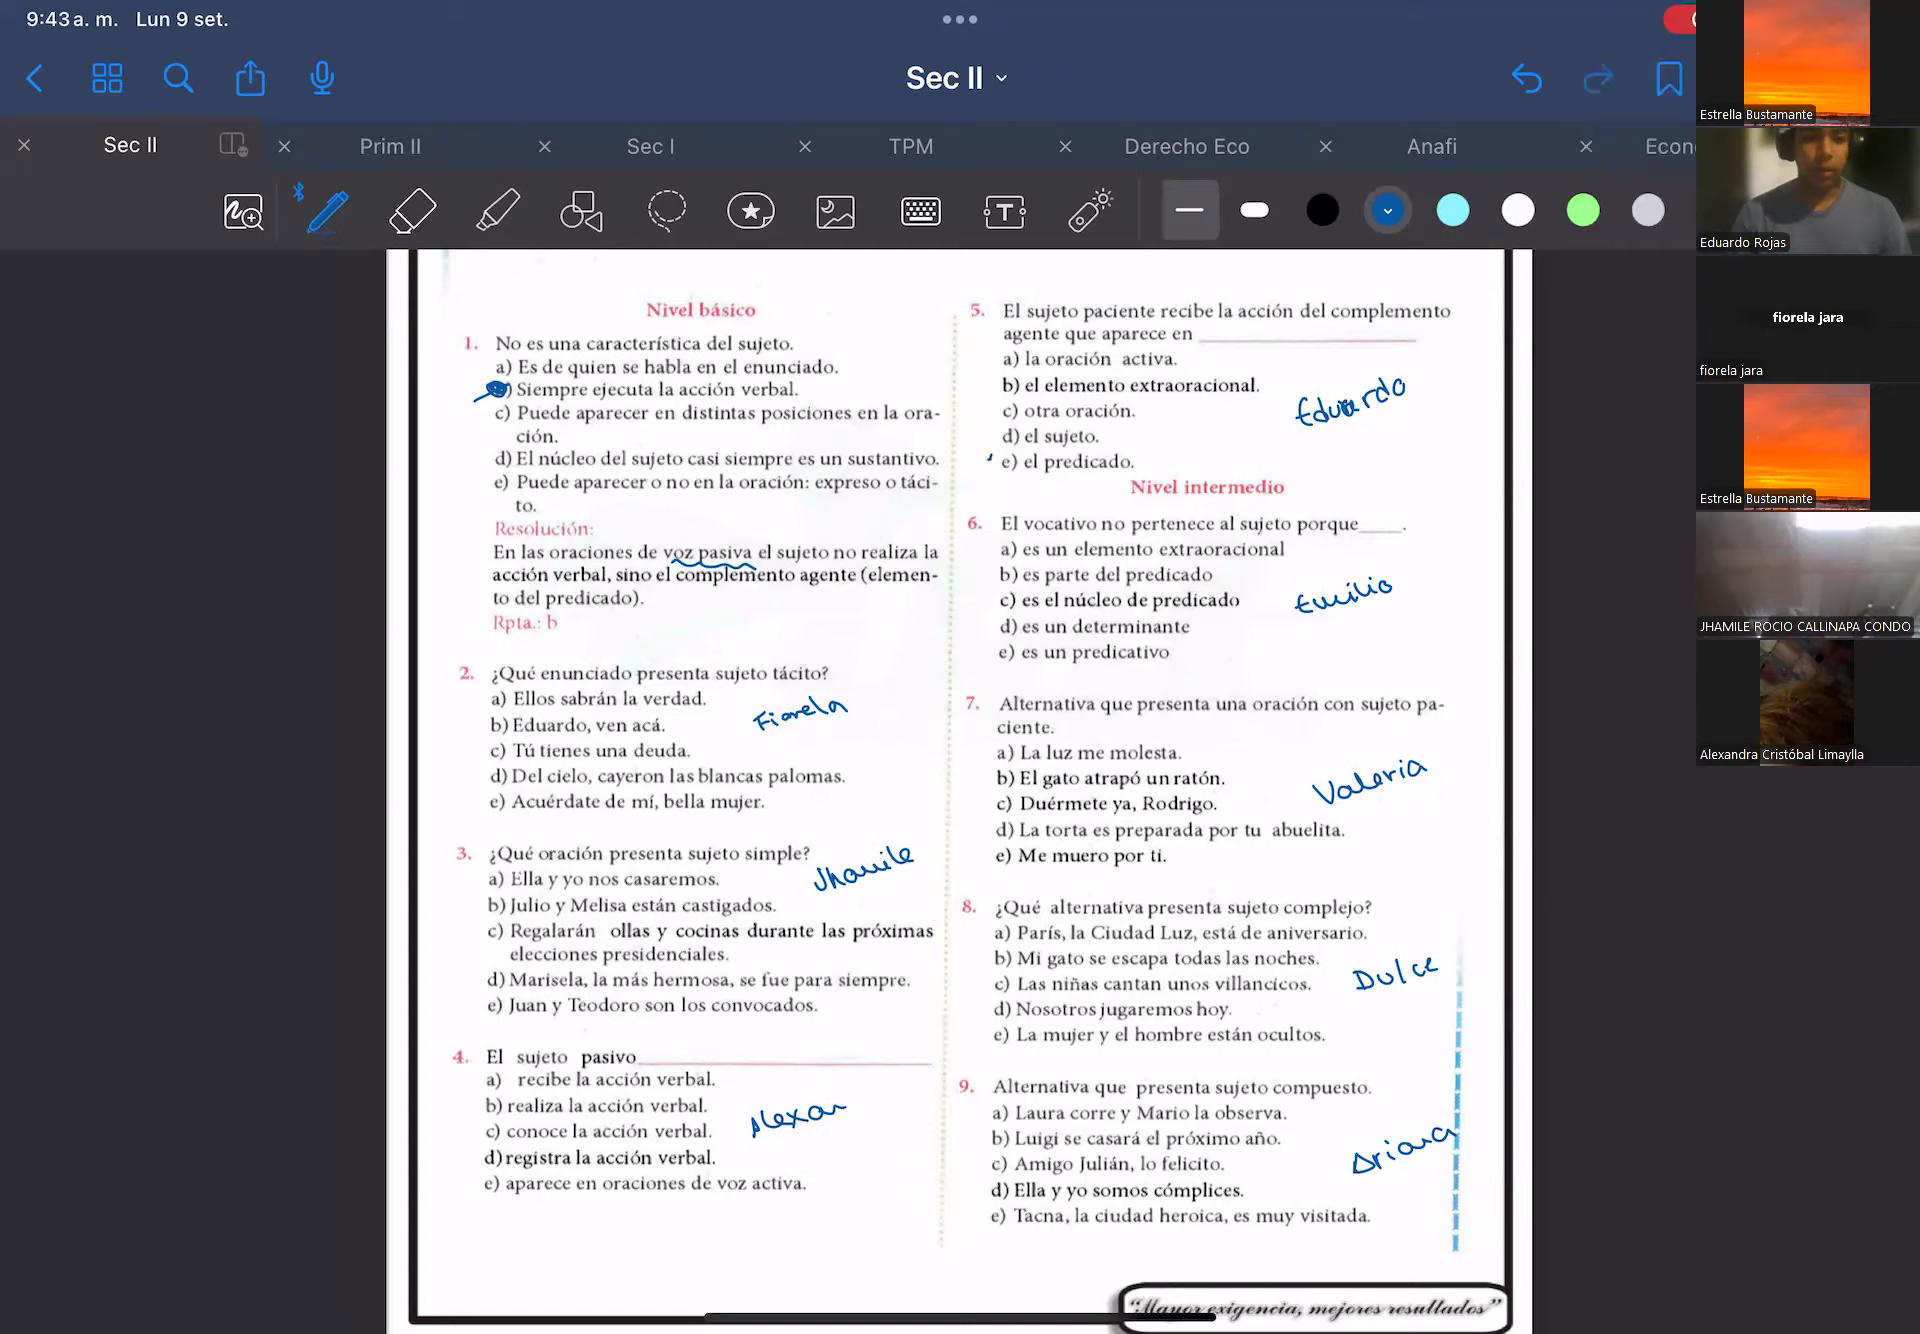 9:43 a. m. Lun 9 set.
Sec II
Sec II
Prim II
Sec I
TPM
Derecho Eco
Anafi
Econ
Nivel básico
1. No es una característica del sujeto.
a) Es de quien se habla en el enunciado.
) Siempre ejecuta la acción verbal.
c) Puede aparecer en distintas posiciones en la ora-
ción.
d) El núcleo del sujeto casi siempre es un sustantivo.
e) Puede aparecer o no en la oración: expreso o táci-
to.
Resolución:
En las oraciones de voz pasiva el sujeto no realiza la
acción verbal, sino el complemento agente (elemen-
to del predicado).
Rpta.: b
2. ¿Qué enunciado presenta sujeto tácito?
a) Ellos sabrán la verdad.
b) Eduardo, ven acá.
c) Tú tienes una deuda.
d) Del cielo, cayeron las blancas palomas.
e) Acuérdate de mí, bella mujer.
Fiorela
3. ¿Qué oración presenta sujeto simple?
a) Ella y yo nos casaremos.
b) Julio y Melisa están castigados.
c) Regalarán ollas y cocinas durante las próximas
elecciones presidenciales.
d) Marisela, la más hermosa, se fue para siempre.
e) Juan y Teodoro son los convocados.
Jhamile
4. El sujeto pasivo
a) recibe la acción verbal.
b) realiza la acción verbal.
c) conoce la acción verbal.
d) registra la acción verbal.
e) aparece en oraciones de voz activa.
Alexan
5. El sujeto paciente recibe la acción del complemento
agente que aparece en
a) la oración activa.
b) el elemento extraoracional.
c) otra oración.
d) el sujeto.
e) el predicado.
Eduardo
Nivel intermedio
6. El vocativo no pertenece al sujeto porque____.
a) es un elemento extraoracional
b) es parte del predicado
c) es el núcleo de predicado
d) es un determinante
e) es un predicativo
Emilio
7. Alternativa que presenta una oración con sujeto pa-
ciente.
a) La luz me molesta.
b) El gato atrapó un ratón.
c) Duérmete ya, Rodrigo.
d) La torta es preparada por tu abuelita.
e) Me muero por ti.
Valeria
8. ¿Qué alternativa presenta sujeto complejo?
a) París, la Ciudad Luz, está de aniversario.
b) Mi gato se escapa todas las noches.
c) Las niñas cantan unos villancicos.
d) Nosotros jugaremos hoy.
e) La mujer y el hombre están ocultos.
Dulce
9. Alternativa que presenta sujeto compuesto.
a) Laura corre y Mario la observa.
b) Luigi se casará el próximo año.
c) Amigo Julián, lo felicito.
d) Ella y yo somos cómplices.
e) Tacna, la ciudad heroica, es muy visitada.
Ariana
"Mayor exigencia, mejores resultados"
Estrella Bustamante
Eduardo Rojas
fiorela jara
fiorela jara
Estrella Bustamante
JHAMILE ROCIO CALLINAPA CONDO
Alexandra Cristóbal Limaylla